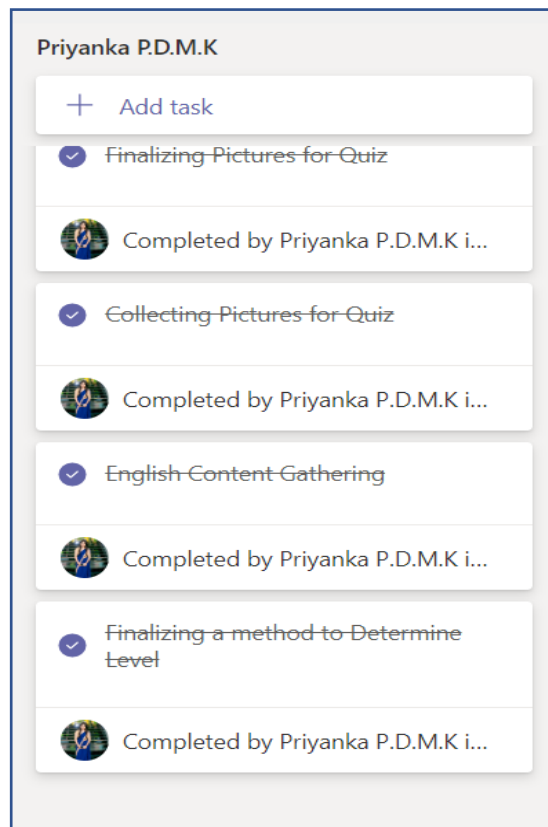 Priyanka P.D.M.K
Add task
Finalizing Pictures for Quiz
Completed by Priyanka P.D.M.K i...
Collecting Pictures for Quiz
Completed by Priyanka P.D.M.K i...
English Content Gathering
Completed by Priyanka P.D.M.K i...
Finalizing a method to Determine
Level
Completed by Priyanka P.D.M.K i...